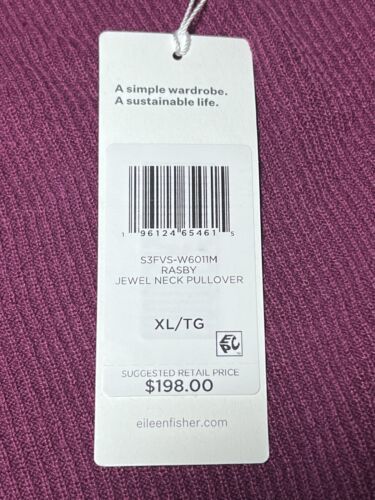 A simple wardrobe.
A sustainable life.
1 96124 65461 5
S3FVS-W6011M
RASBY
JEWEL NECK PULLOVER
XL/TG
EPC
SUGGESTED RETAIL PRICE
$198.00
eileenfisher.com